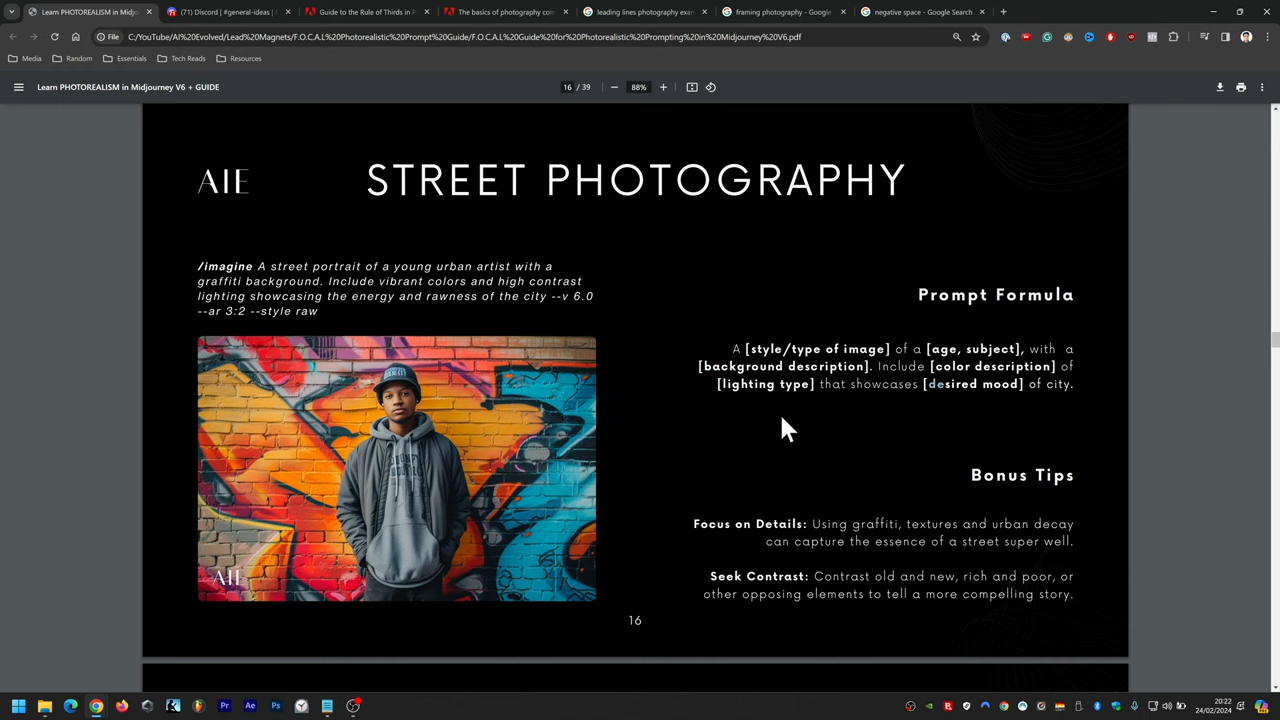 Learn PHOTOREALISM in Midjo
(71) Discord | #general-ideas | M
Guide to the Rule of Thirds in P
The basics of photography com
leading lines photography exam
framing photography - Google
negative space - Google Search
File
C:/YouTube/AI%20Evolved/Lead%20Magnets/F.O.C.A.L%20Photorealistic%20Prompt%20Guide/F.O.C.A.L%20Guide%20for%20Photorealistic%20Prompting%20in%20Midjourney%20V6.pdf
Media
Random
Essentials
Tech Reads
Resources
Learn PHOTOREALISM in Midjourney V6 + GUIDE
16 / 39
88%
AIE
STREET PHOTOGRAPHY
/imagine A street portrait of a young urban artist with a
graffiti background. Include vibrant colors and high contrast
lighting showcasing the energy and rawness of the city --v 6.0
--ar 3:2 --style raw
AIE
Prompt Formula
A [style/type of image] of a [age, subject], with a
[background description]. Include [color description] of
[lighting type] that showcases [desired mood] of city.
Bonus Tips
Focus on Details: Using graffiti, textures and urban decay
can capture the essence of a street super well.
Seek Contrast: Contrast old and new, rich and poor, or
other opposing elements to tell a more compelling story.
16
Pr
Ae
Ps
20:22
24/02/2024